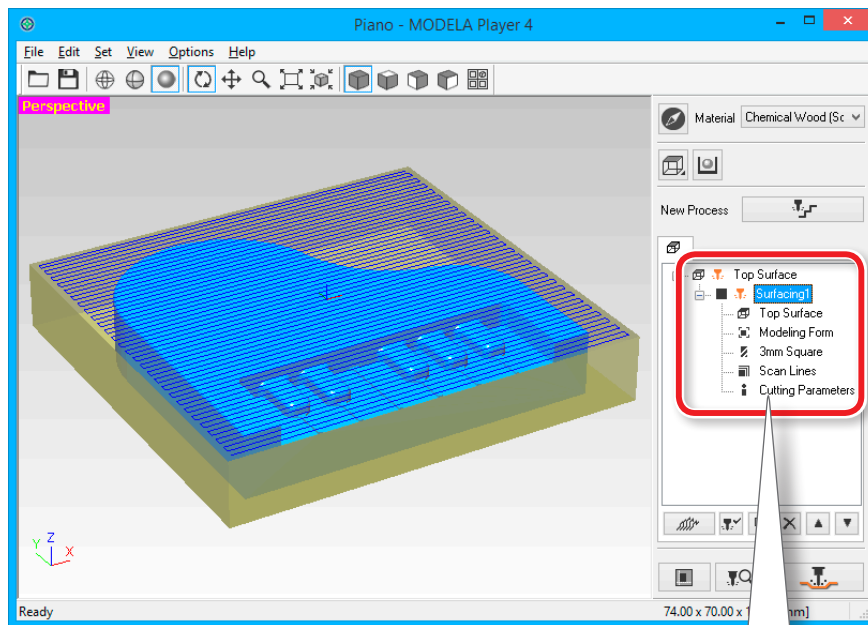 Piano - MODELA Player 4
File Edit Set View Options Help
Perspective
Material Chemical Wood (Sc
New Process
Top Surface
Surfacing1
Top Surface
Modeling Form
3mm Square
Scan Lines
Cutting Parameters
Z
Y
X
Ready
74.00 x 70.00 x 1 mm]